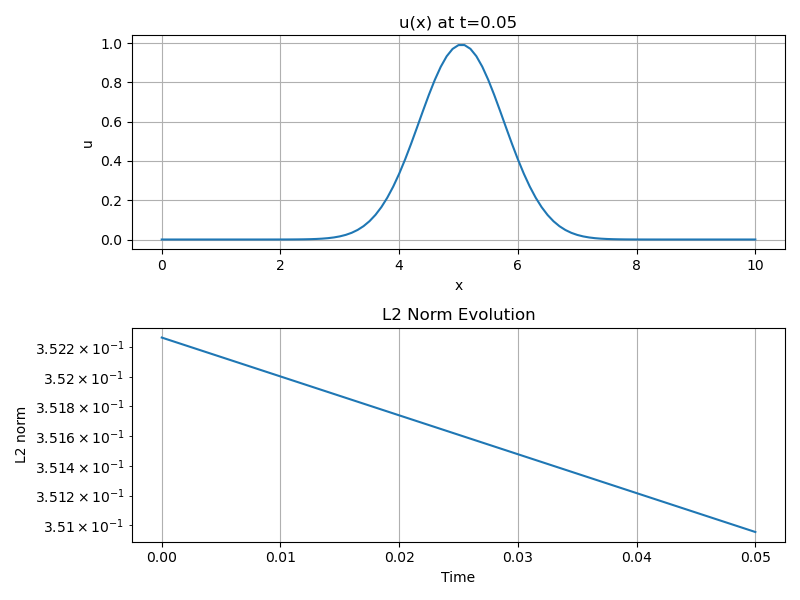 u(x) at t=0.05
1.0
0.8
0.6
0.4
0.2
0.0
u
0 2 4 6 8 10
x
L2 Norm Evolution
3.522 × 10⁻¹
3.52 × 10⁻¹
3.518 × 10⁻¹
3.516 × 10⁻¹
3.514 × 10⁻¹
3.512 × 10⁻¹
3.51 × 10⁻¹
L2 norm
0.00 0.01 0.02 0.03 0.04 0.05
Time